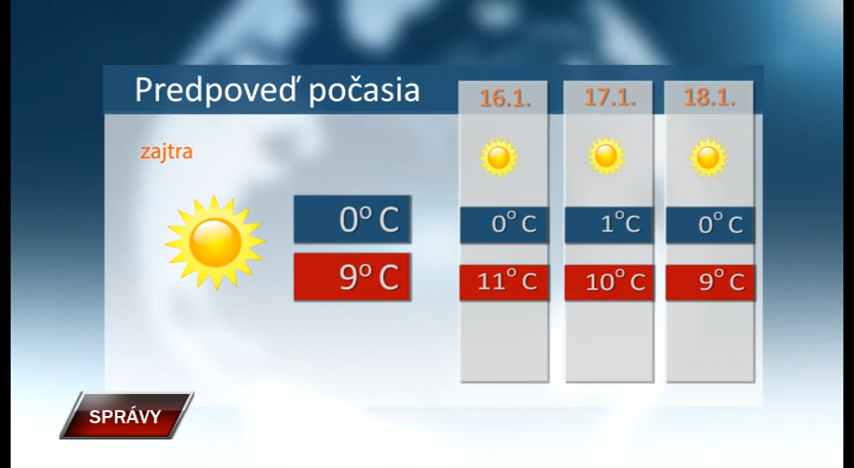 Predpoveď počasia
zajtra
0° C
9° C
16.1.
0° C
11° C
17.1.
1°C
10° C
18.1.
0° C
9° C
SPRÁVY